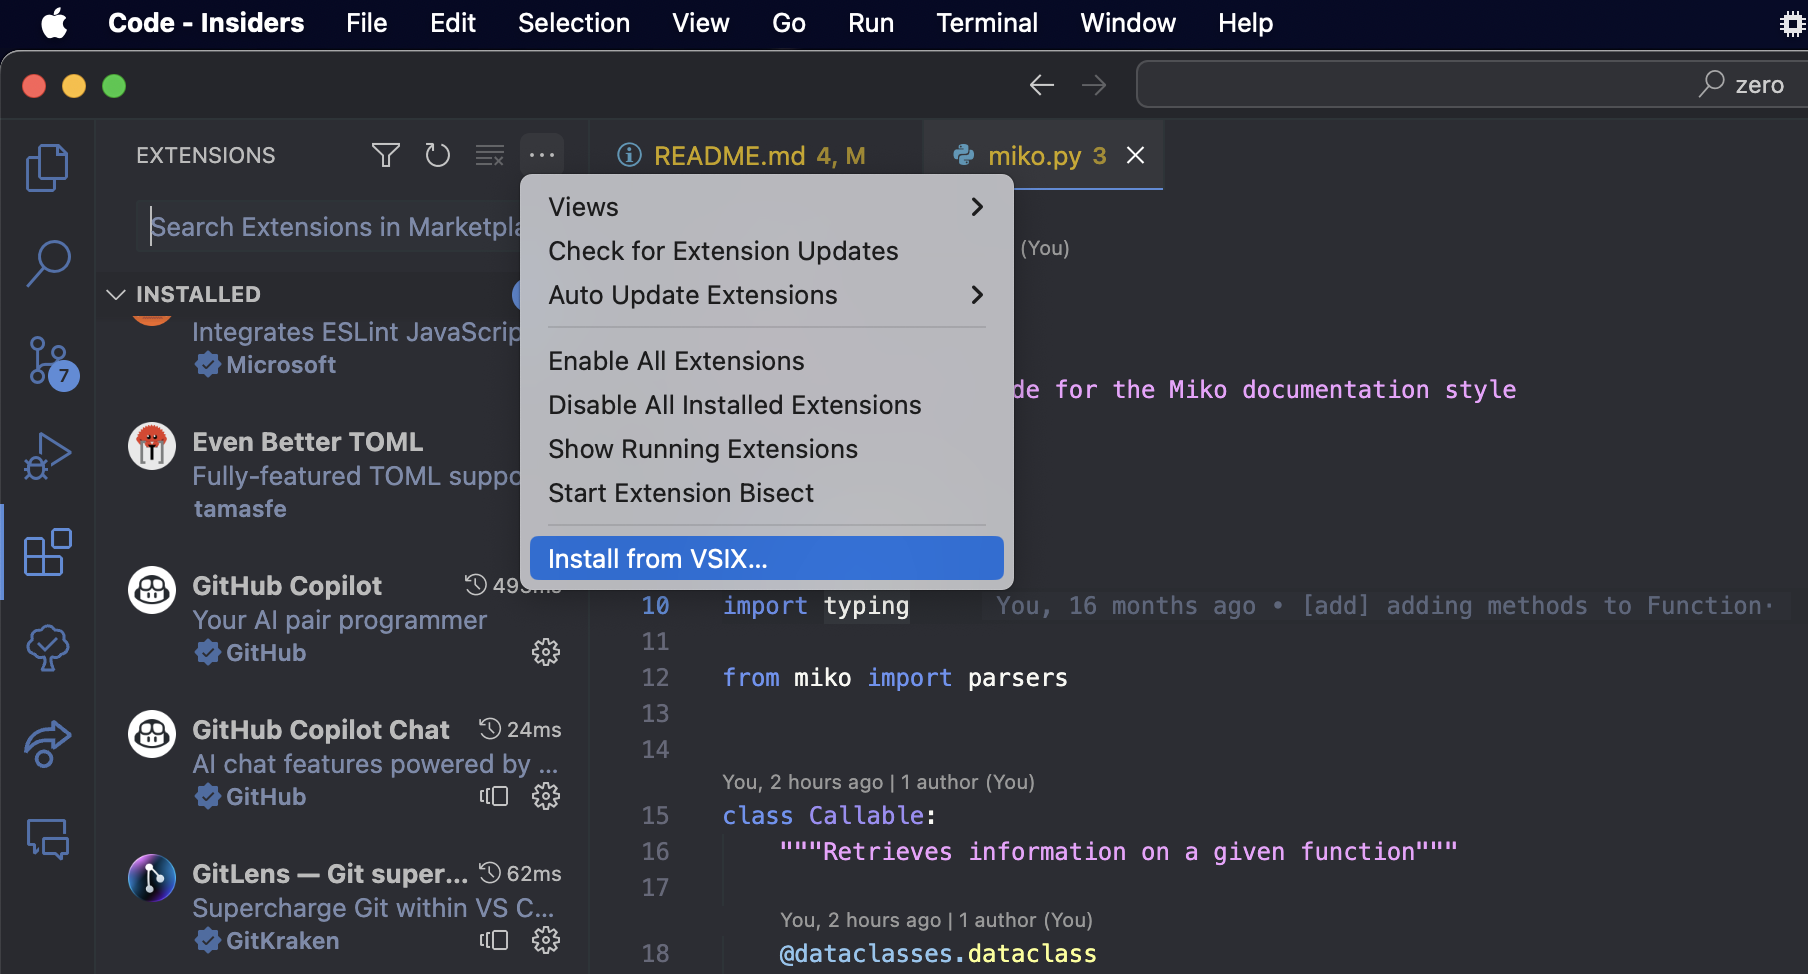 Code - Insiders File Edit Selection View Go Run Terminal Window Help
zero
EXTENSIONS
README.md 4, M
miko.py 3
Search Extensions in
INSTALLED
Integrates ESLint
Microsoft
Even Better TOML
Fully-featured TOML
tamasfe
GitHub Copilot
Your AI pair programmer
GitHub
GitHub Copilot Chat 24ms
AI chat features powered by ...
GitHub
GitLens — Git super... 62ms
Supercharge Git within VS C...
GitKraken
7
Views
Check for Extension Updates
Auto Update Extensions
Enable All Extensions
Disable All Installed Extensions
Show Running Extensions
Start Extension Bisect
Install from VSIX...
(You)
for the Miko documentation style
10 import typing You, 16 months ago • [add] adding methods to Function·
11
12 from miko import parsers
13
14
You, 2 hours ago | 1 author (You)
15 class Callable:
16 """Retrieves information on a given function"""
17
You, 2 hours ago | 1 author (You)
18 @dataclasses.dataclass